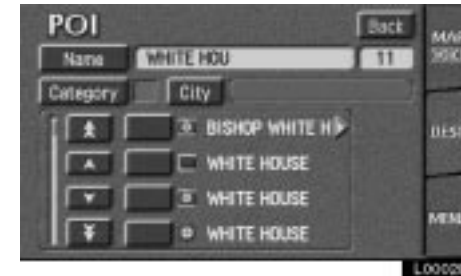 POI Back
Name WHITE HOU 11
Category City
BISHOP WHITE H
WHITE HOUSE
WHITE HOUSE
WHITE HOUSE